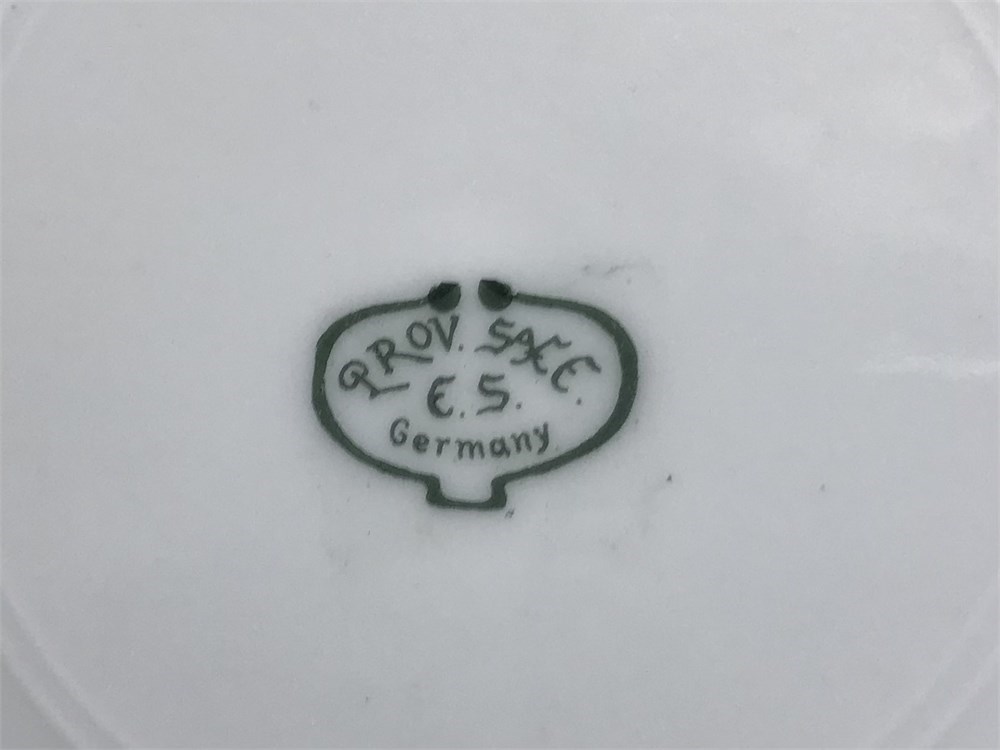 PROV. SAXE.
E. S.
Germany